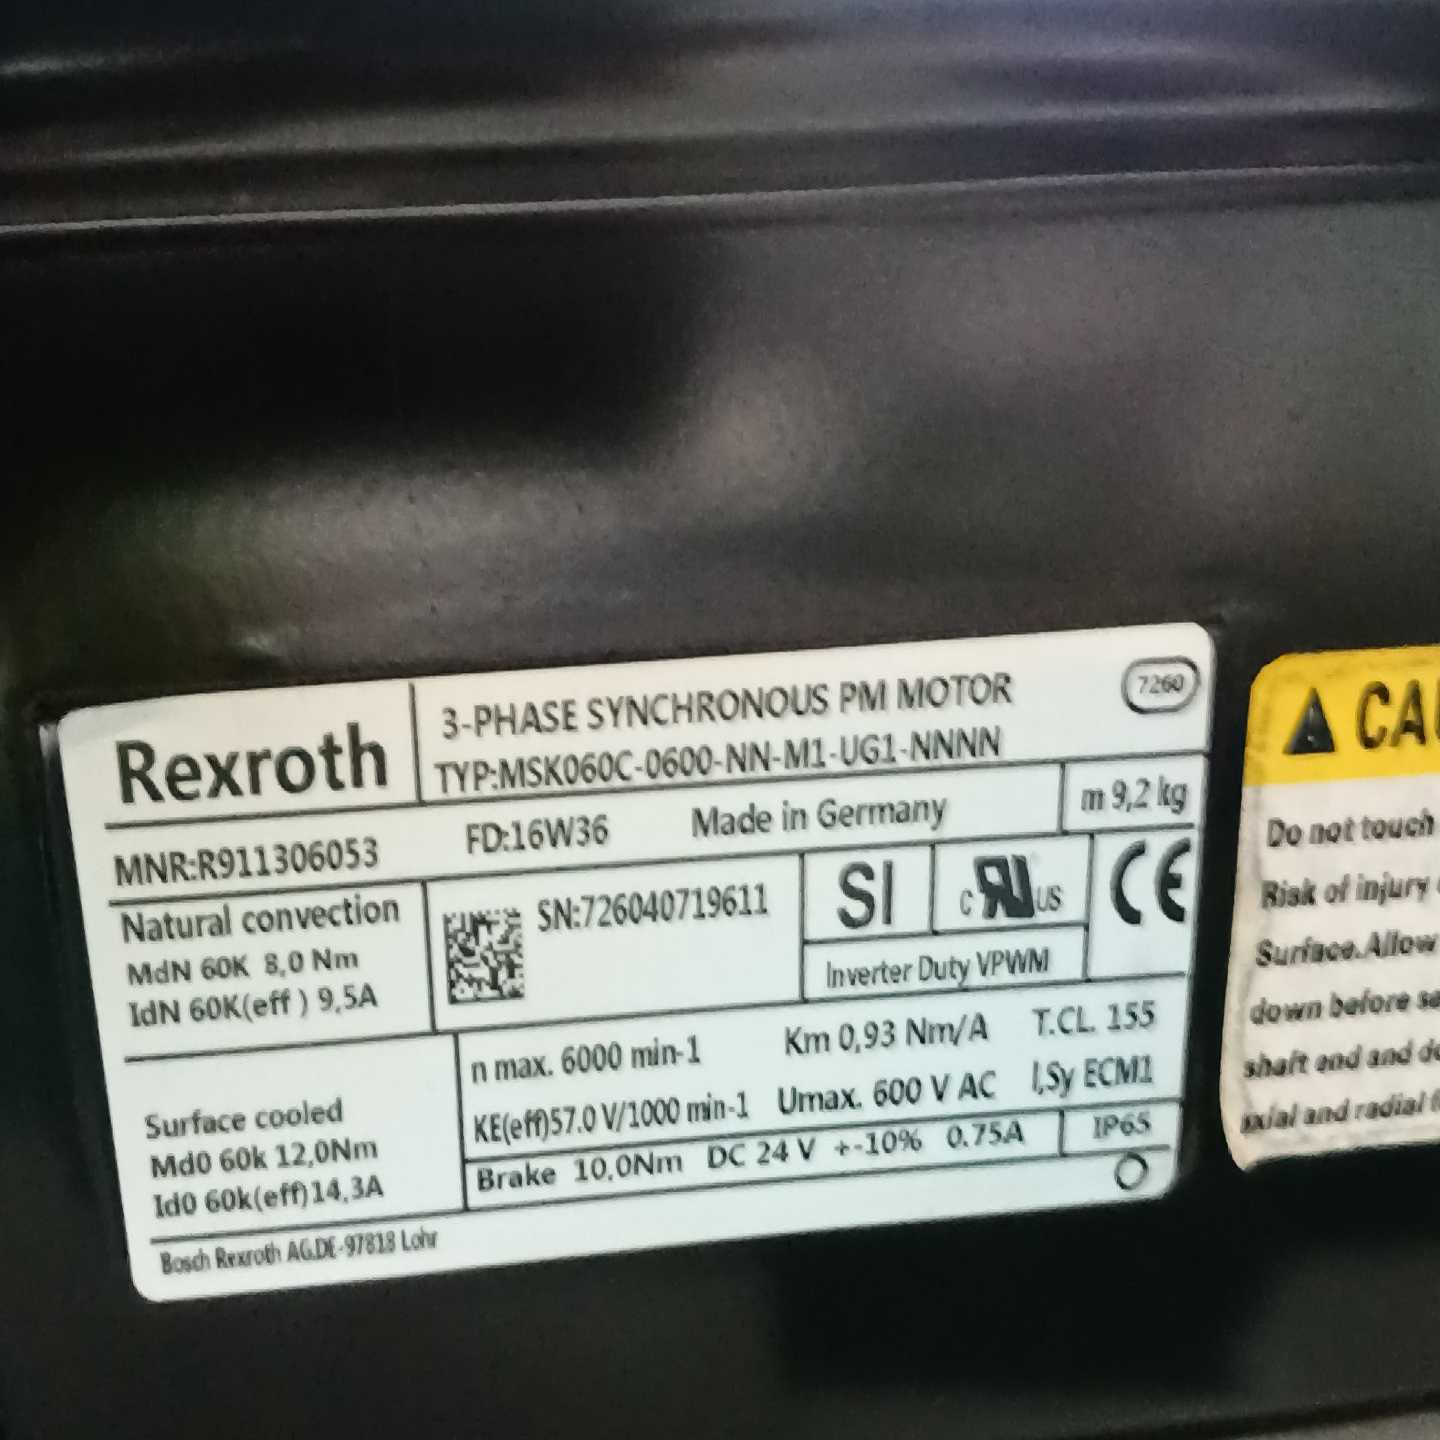 3-PHASE SYNCHRONOUS PM MOTOR
7260
Rexroth
TYP:MSK060C-0600-NN-M1-UG1-NNNN
MNR:R911306053
FD:16W36
Made in Germany
m 9,2 kg
Natural convection
MdN 60K 8,0 Nm
IdN 60K(eff ) 9,5A
SN:726040719611
SI
C RU US
CE
Inverter Duty VPWM
n max. 6000 min-1
Km 0,93 Nm/A
T.CL. 155
KE(eff)57.0 V/1000 min-1
Umax. 600 V AC
I,Sy ECM1
Surface cooled
Md0 60k 12,0Nm
Id0 60k(eff)14,3A
Brake 10,0Nm DC 24 V +-10% 0.75A
IP65
Bosch Rexroth AG.DE-97818 Lohr
Do not touch
Risk of injury
Surface.Allow
down before
shaft end and
axial and radial